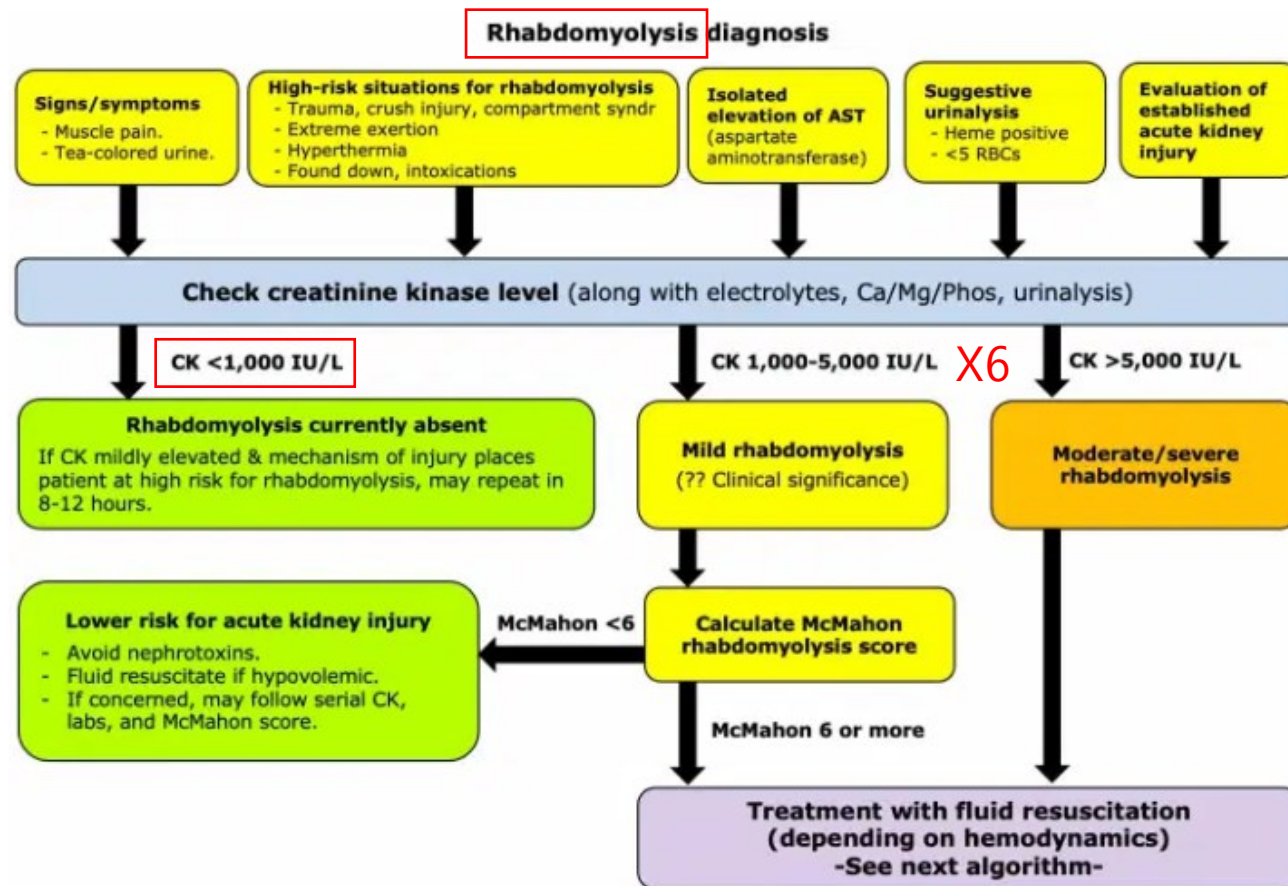 Rhabdomyolysis diagnosis
Signs/symptoms
- Muscle pain.
- Tea-colored urine.
High-risk situations for rhabdomyolysis
- Trauma, crush injury, compartment syndr
- Extreme exertion
- Hyperthermia
- Found down, intoxications
Isolated
elevation of AST
(aspartate
aminotransferase)
Suggestive
urinalysis
- Heme positive
- <5 RBCs
Evaluation of
established
acute kidney
injury
Check creatinine kinase level (along with electrolytes, Ca/Mg/Phos, urinalysis)
CK <1,000 IU/L
CK 1,000-5,000 IU/L
X6
CK >5,000 IU/L
Rhabdomyolysis currently absent
If CK mildly elevated & mechanism of injury places
patient at high risk for rhabdomyolysis, may repeat in
8-12 hours.
Mild rhabdomyolysis
(?? Clinical significance)
Moderate/severe
rhabdomyolysis
Lower risk for acute kidney injury
- Avoid nephrotoxins.
- Fluid resuscitate if hypovolemic.
- If concerned, may follow serial CK,
labs, and McMahon score.
McMahon <6
Calculate McMahon
rhabdomyolysis score
McMahon 6 or more
Treatment with fluid resuscitation
(depending on hemodynamics)
-See next algorithm-